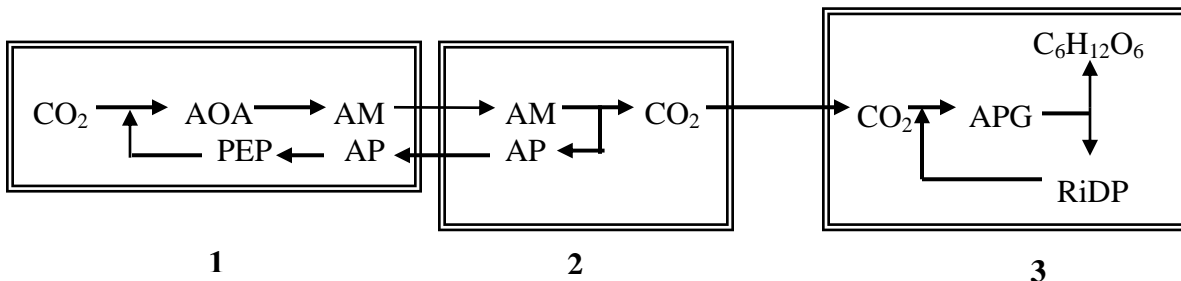 C₆H₁₂O₆
CO₂ AOA AM AM CO₂ CO₂ APG
PEP AP AP
RiDP
1 2 3